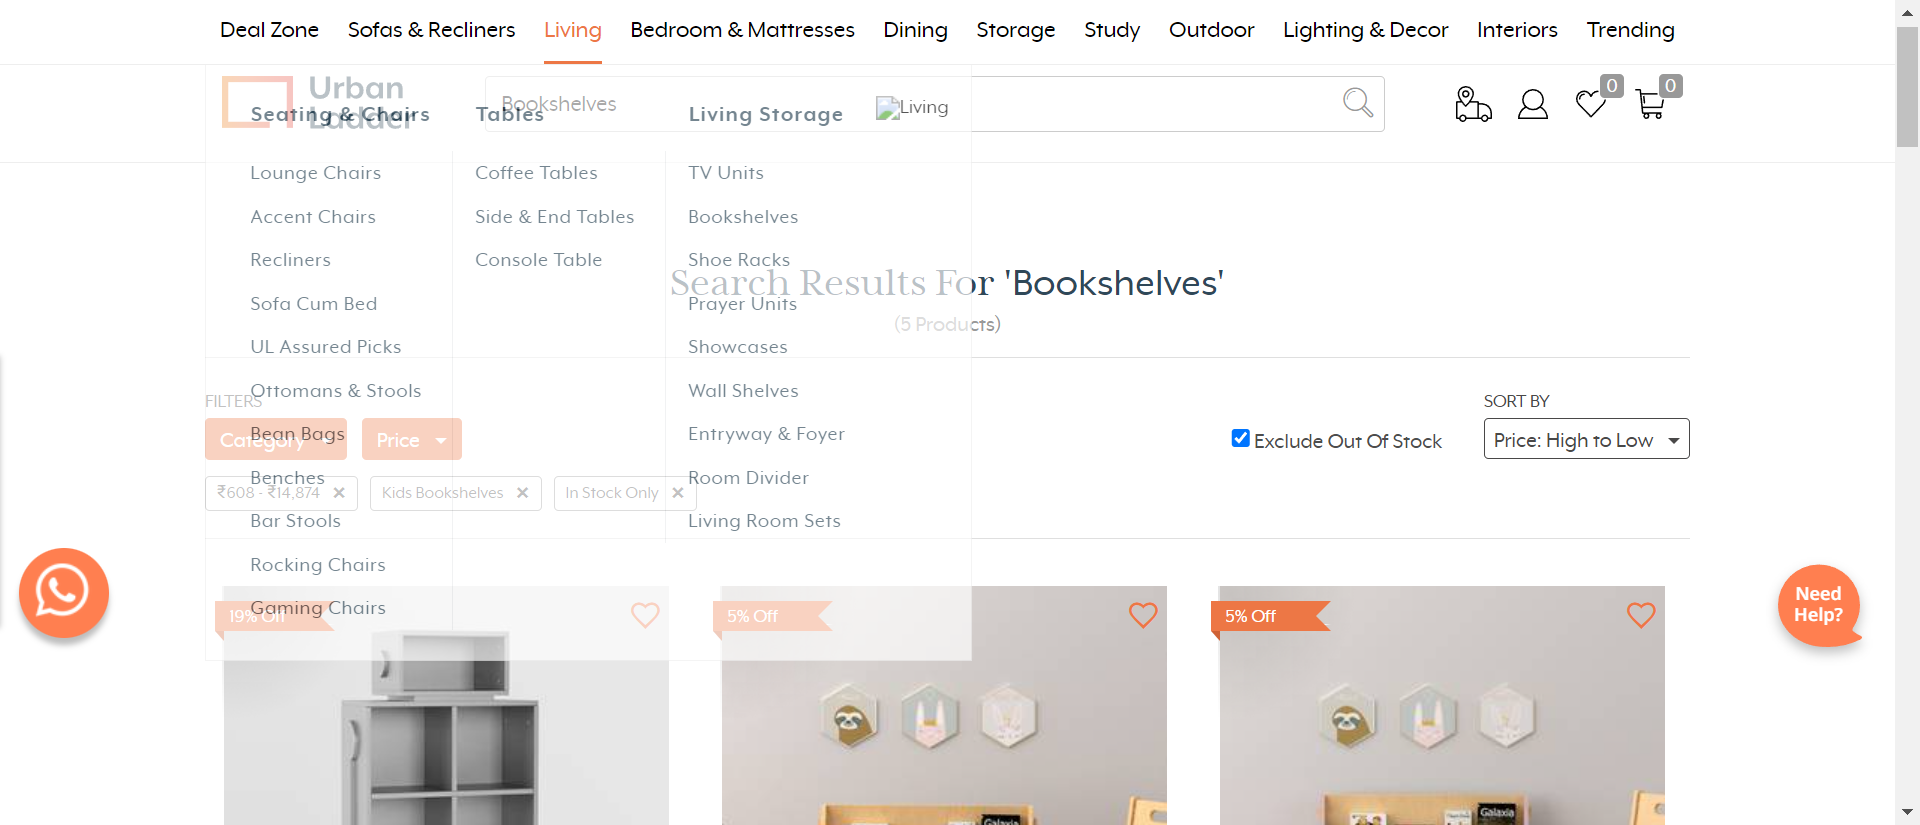 Deal Zone Sofas & Recliners Living Bedroom & Mattresses Dining Storage Study Outdoor Lighting & Decor Interiors Trending
Urban
Ladder
Bookshelves
Living
0
0
Seating & Chairs
Lounge Chairs
Accent Chairs
Recliners
Sofa Cum Bed
UL Assured Picks
Ottomans & Stools
Bean Bags
Benches
Bar Stools
Rocking Chairs
Gaming Chairs
Tables
Coffee Tables
Side & End Tables
Console Table
Living Storage
TV Units
Bookshelves
Shoe Racks
Prayer Units
Showcases
Wall Shelves
Entryway & Foyer
Room Divider
Living Room Sets
Search Results For 'Bookshelves'
(5 Products)
FILTERS
Category
Price
₹608 - ₹14,874
Kids Bookshelves
In Stock Only
Exclude Out Of Stock
SORT BY
Price: High to Low
19% Off
5% Off
5% Off
Need
Help?
Galaxia
Galaxia